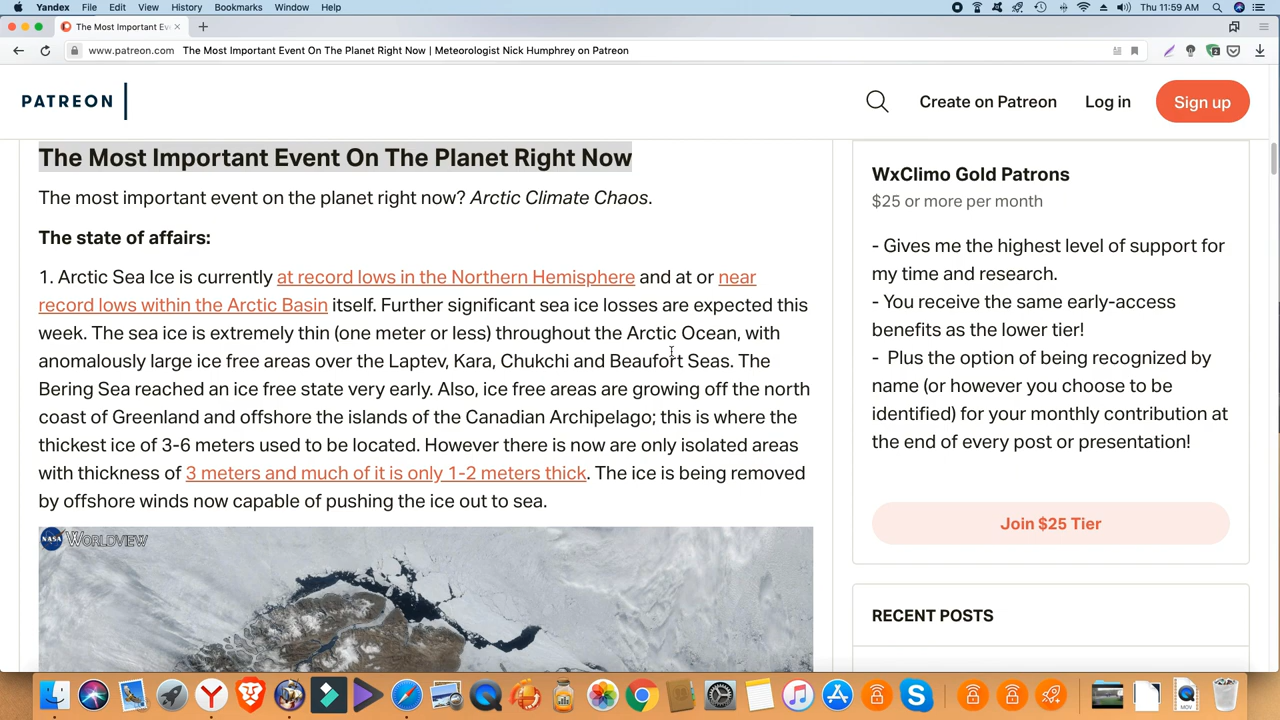 Yandex File Edit View History Bookmarks Window Help Thu 11:59 AM
The Most Important Ev
www.patreon.com The Most Important Event On The Planet Right Now | Meteorologist Nick Humphrey on Patreon
PATREON Create on Patreon Log in Sign up
The Most Important Event On The Planet Right Now
The most important event on the planet right now? Arctic Climate Chaos.
The state of affairs:
1. Arctic Sea Ice is currently at record lows in the Northern Hemisphere and at or near
record lows within the Arctic Basin itself. Further significant sea ice losses are expected this
week. The sea ice is extremely thin (one meter or less) throughout the Arctic Ocean, with
anomalously large ice free areas over the Laptev, Kara, Chukchi and Beaufort Seas. The
Bering Sea reached an ice free state very early. Also, ice free areas are growing off the north
coast of Greenland and offshore the islands of the Canadian Archipelago; this is where the
thickest ice of 3-6 meters used to be located. However there is now are only isolated areas
with thickness of 3 meters and much of it is only 1-2 meters thick. The ice is being removed
by offshore winds now capable of pushing the ice out to sea.
NASA WORLDVIEW
WxClimo Gold Patrons
$25 or more per month
- Gives me the highest level of support for
my time and research.
- You receive the same early-access
benefits as the lower tier!
- Plus the option of being recognized by
name (or however you choose to be
identified) for your monthly contribution at
the end of every post or presentation!
Join $25 Tier
RECENT POSTS